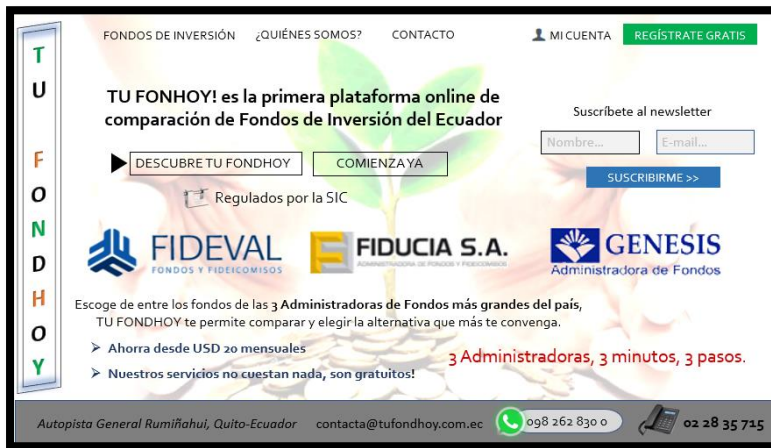 TU FONDHOY
FONDOS DE INVERSIÓN ¿QUIÉNES SOMOS? CONTACTO MI CUENTA REGÍSTRATE GRATIS
TU FONHOY! es la primera plataforma online de
comparación de Fondos de Inversión del Ecuador
Suscríbete al newsletter
Nombre... E-mail...
DESCUBRE TU FONDHOY COMIENZA YA
SUSCRIBIRME >>
Regulados por la SIC
FIDEVAL
FONDOS Y FIDEICOMISOS
FIDUCIA S.A.
ADMINISTRADORA DE FONDOS Y FIDEICOMISOS
GENESIS
Administradora de Fondos
Escoge de entre los fondos de las 3 Administradoras de Fondos más grandes del país,
TU FONDHOY te permite comparar y elegir la alternativa que más te convenga.
Ahorra desde USD 20 mensuales
Nuestros servicios no cuestan nada, son gratuitos!
3 Administradoras, 3 minutos, 3 pasos.
Autopista General Rumiñahui, Quito-Ecuador contacta@tufondhoy.com.ec 098 262 830 0 02 28 35 715